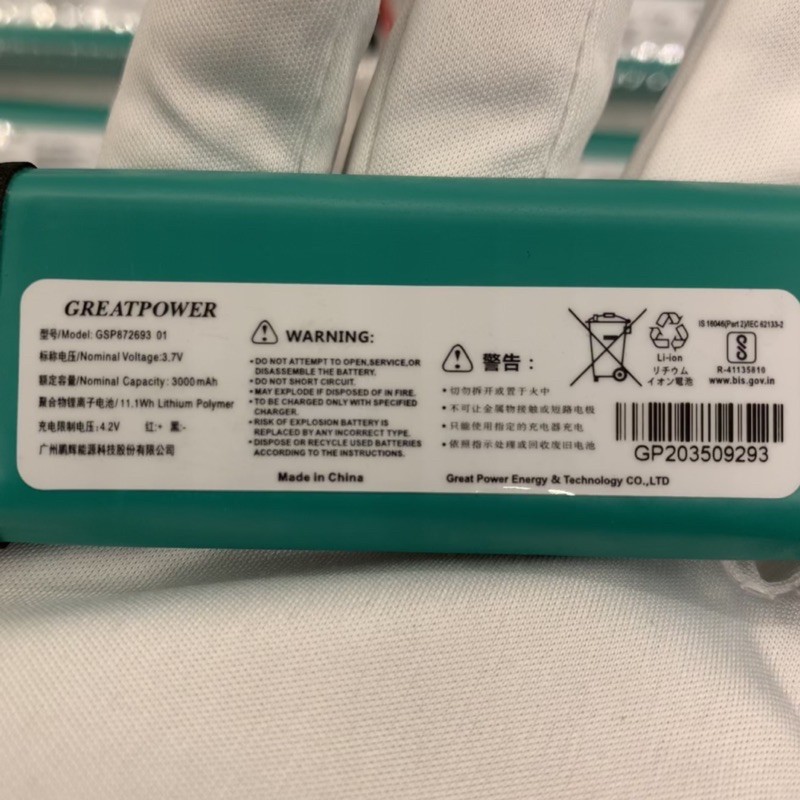 GREATPOWER
型号/Model: GSP872693 01
标称电压/Nominal Voltage:3.7V
额定容量/Nominal Capacity: 3000mAh
聚合物锂离子电池/11.1Wh Lithium Polymer
充电限制电压:4.2V 红:+ 黑:-
广州鹏辉能源科技股份有限公司
WARNING:
• DO NOT ATTEMPT TO OPEN,SERVICE,OR
DISASSEMBLE THE BATTERY.
• DO NOT SHORT CIRCUIT.
• MAY EXPLODE IF DISPOSED OF IN FIRE.
• TO BE CHARGED ONLY WITH SPECIFIED
CHARGER.
• RISK OF EXPLOSION BATTERY IS
REPLACED BY ANY INCORRECT TYPE.
• DISPOSE OR RECYCLE USED BATTERIES
ACCORDING TO THE INSTRUCTIONS.
Made in China
警告:
•切勿拆开或置于火中
•不可让金属物接触或短路电极
•只能使用指定的充电器充电
•依照指示处理或回收废旧电池
Li-ion
リチウム
イオン電池
IS 16046(Part 2)/IEC 62133-2
R-41135810
www.bis.gov.in
GP203509293
Great Power Energy & Technology CO.,LTD